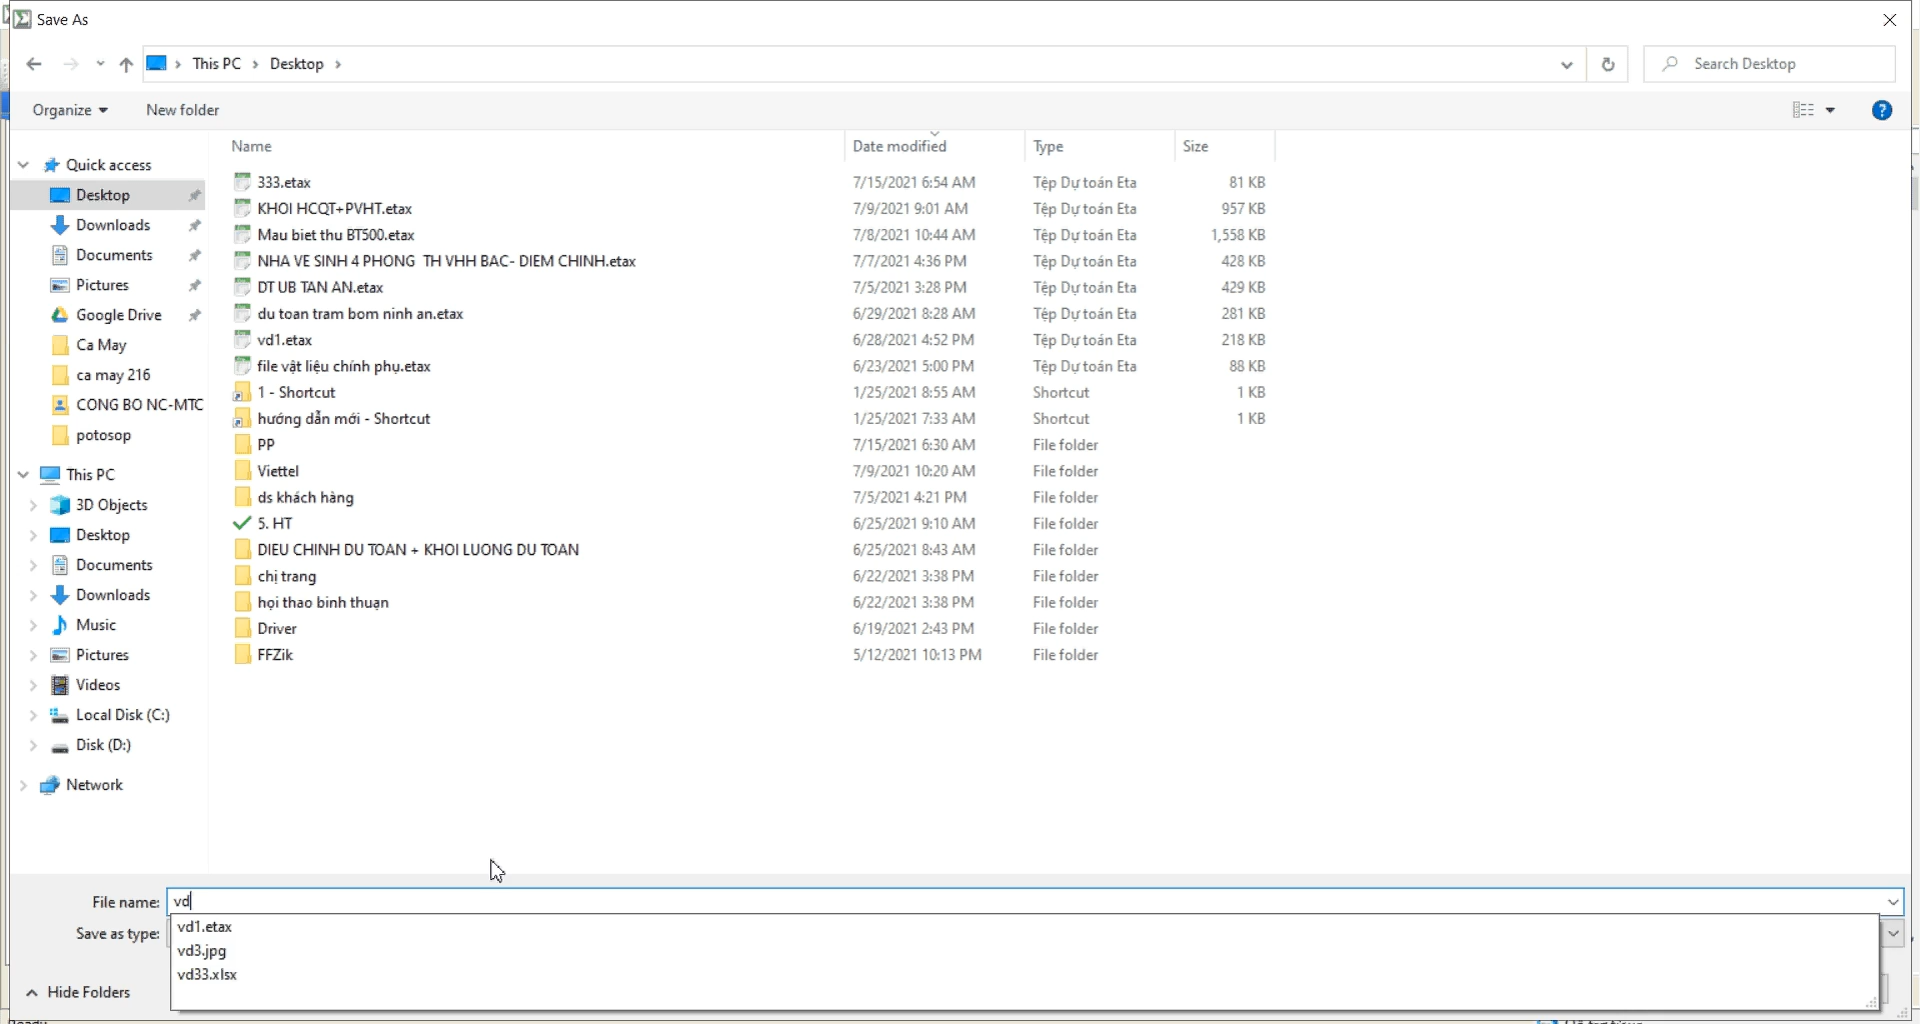 Save As
This PC
Desktop
Search Desktop
Organize
New folder
?
Name
Date modified
Type
Size
Quick access
Desktop
Downloads
Documents
Pictures
Google Drive
Ca May
ca may 216
CONG BO NC-MTC
potosop
This PC
3D Objects
Desktop
Documents
Downloads
Music
Pictures
Videos
Local Disk (C:)
Disk (D:)
Network
333.etax 7/15/2021 6:54 AM Tệp Dự toán Eta 81 KB
KHOI HCQT+PVHT.etax 7/9/2021 9:01 AM Tệp Dự toán Eta 957 KB
Mau biet thu BT500.etax 7/8/2021 10:44 AM Tệp Dự toán Eta 1,558 KB
NHA VE SINH 4 PHONG TH VHH BAC- DIEM CHINH.etax 7/7/2021 4:36 PM Tệp Dự toán Eta 428 KB
DT UB TAN AN.etax 7/5/2021 3:28 PM Tệp Dự toán Eta 429 KB
du toan tram bom ninh an.etax 6/29/2021 8:28 AM Tệp Dự toán Eta 281 KB
vd1.etax 6/28/2021 4:52 PM Tệp Dự toán Eta 218 KB
file vật liệu chính phụ.etax 6/23/2021 5:00 PM Tệp Dự toán Eta 88 KB
1 - Shortcut 1/25/2021 8:55 AM Shortcut 1 KB
hướng dẫn mới - Shortcut 1/25/2021 7:33 AM Shortcut 1 KB
PP 7/15/2021 6:30 AM File folder
Viettel 7/9/2021 10:20 AM File folder
ds khách hàng 7/5/2021 4:21 PM File folder
5. HT 6/25/2021 9:10 AM File folder
DIEU CHINH DU TOAN + KHOI LUONG DU TOAN 6/25/2021 8:43 AM File folder
chị trang 6/22/2021 3:38 PM File folder
họi thao binh thuạn 6/22/2021 3:38 PM File folder
Driver 6/19/2021 2:43 PM File folder
FFZik 5/12/2021 10:13 PM File folder
File name: vd
Save as type:
vd1.etax
vd3.jpg
vd33.xlsx
Hide Folders